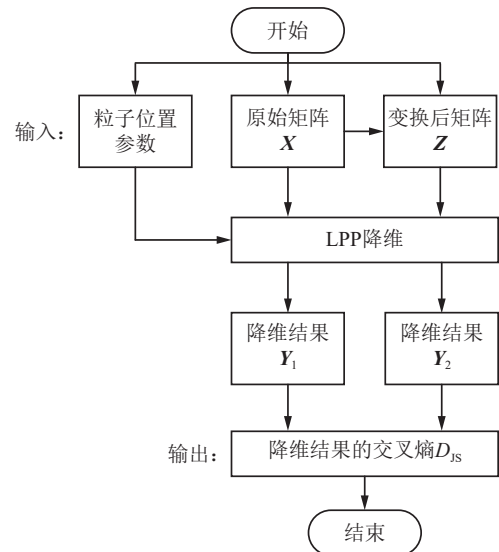 开始
输入：
粒子位置
参数
原始矩阵
X
变换后矩阵
Z
LPP降维
降维结果
Y₁
降维结果
Y₂
输出：
降维结果的交叉熵D_JS
结束